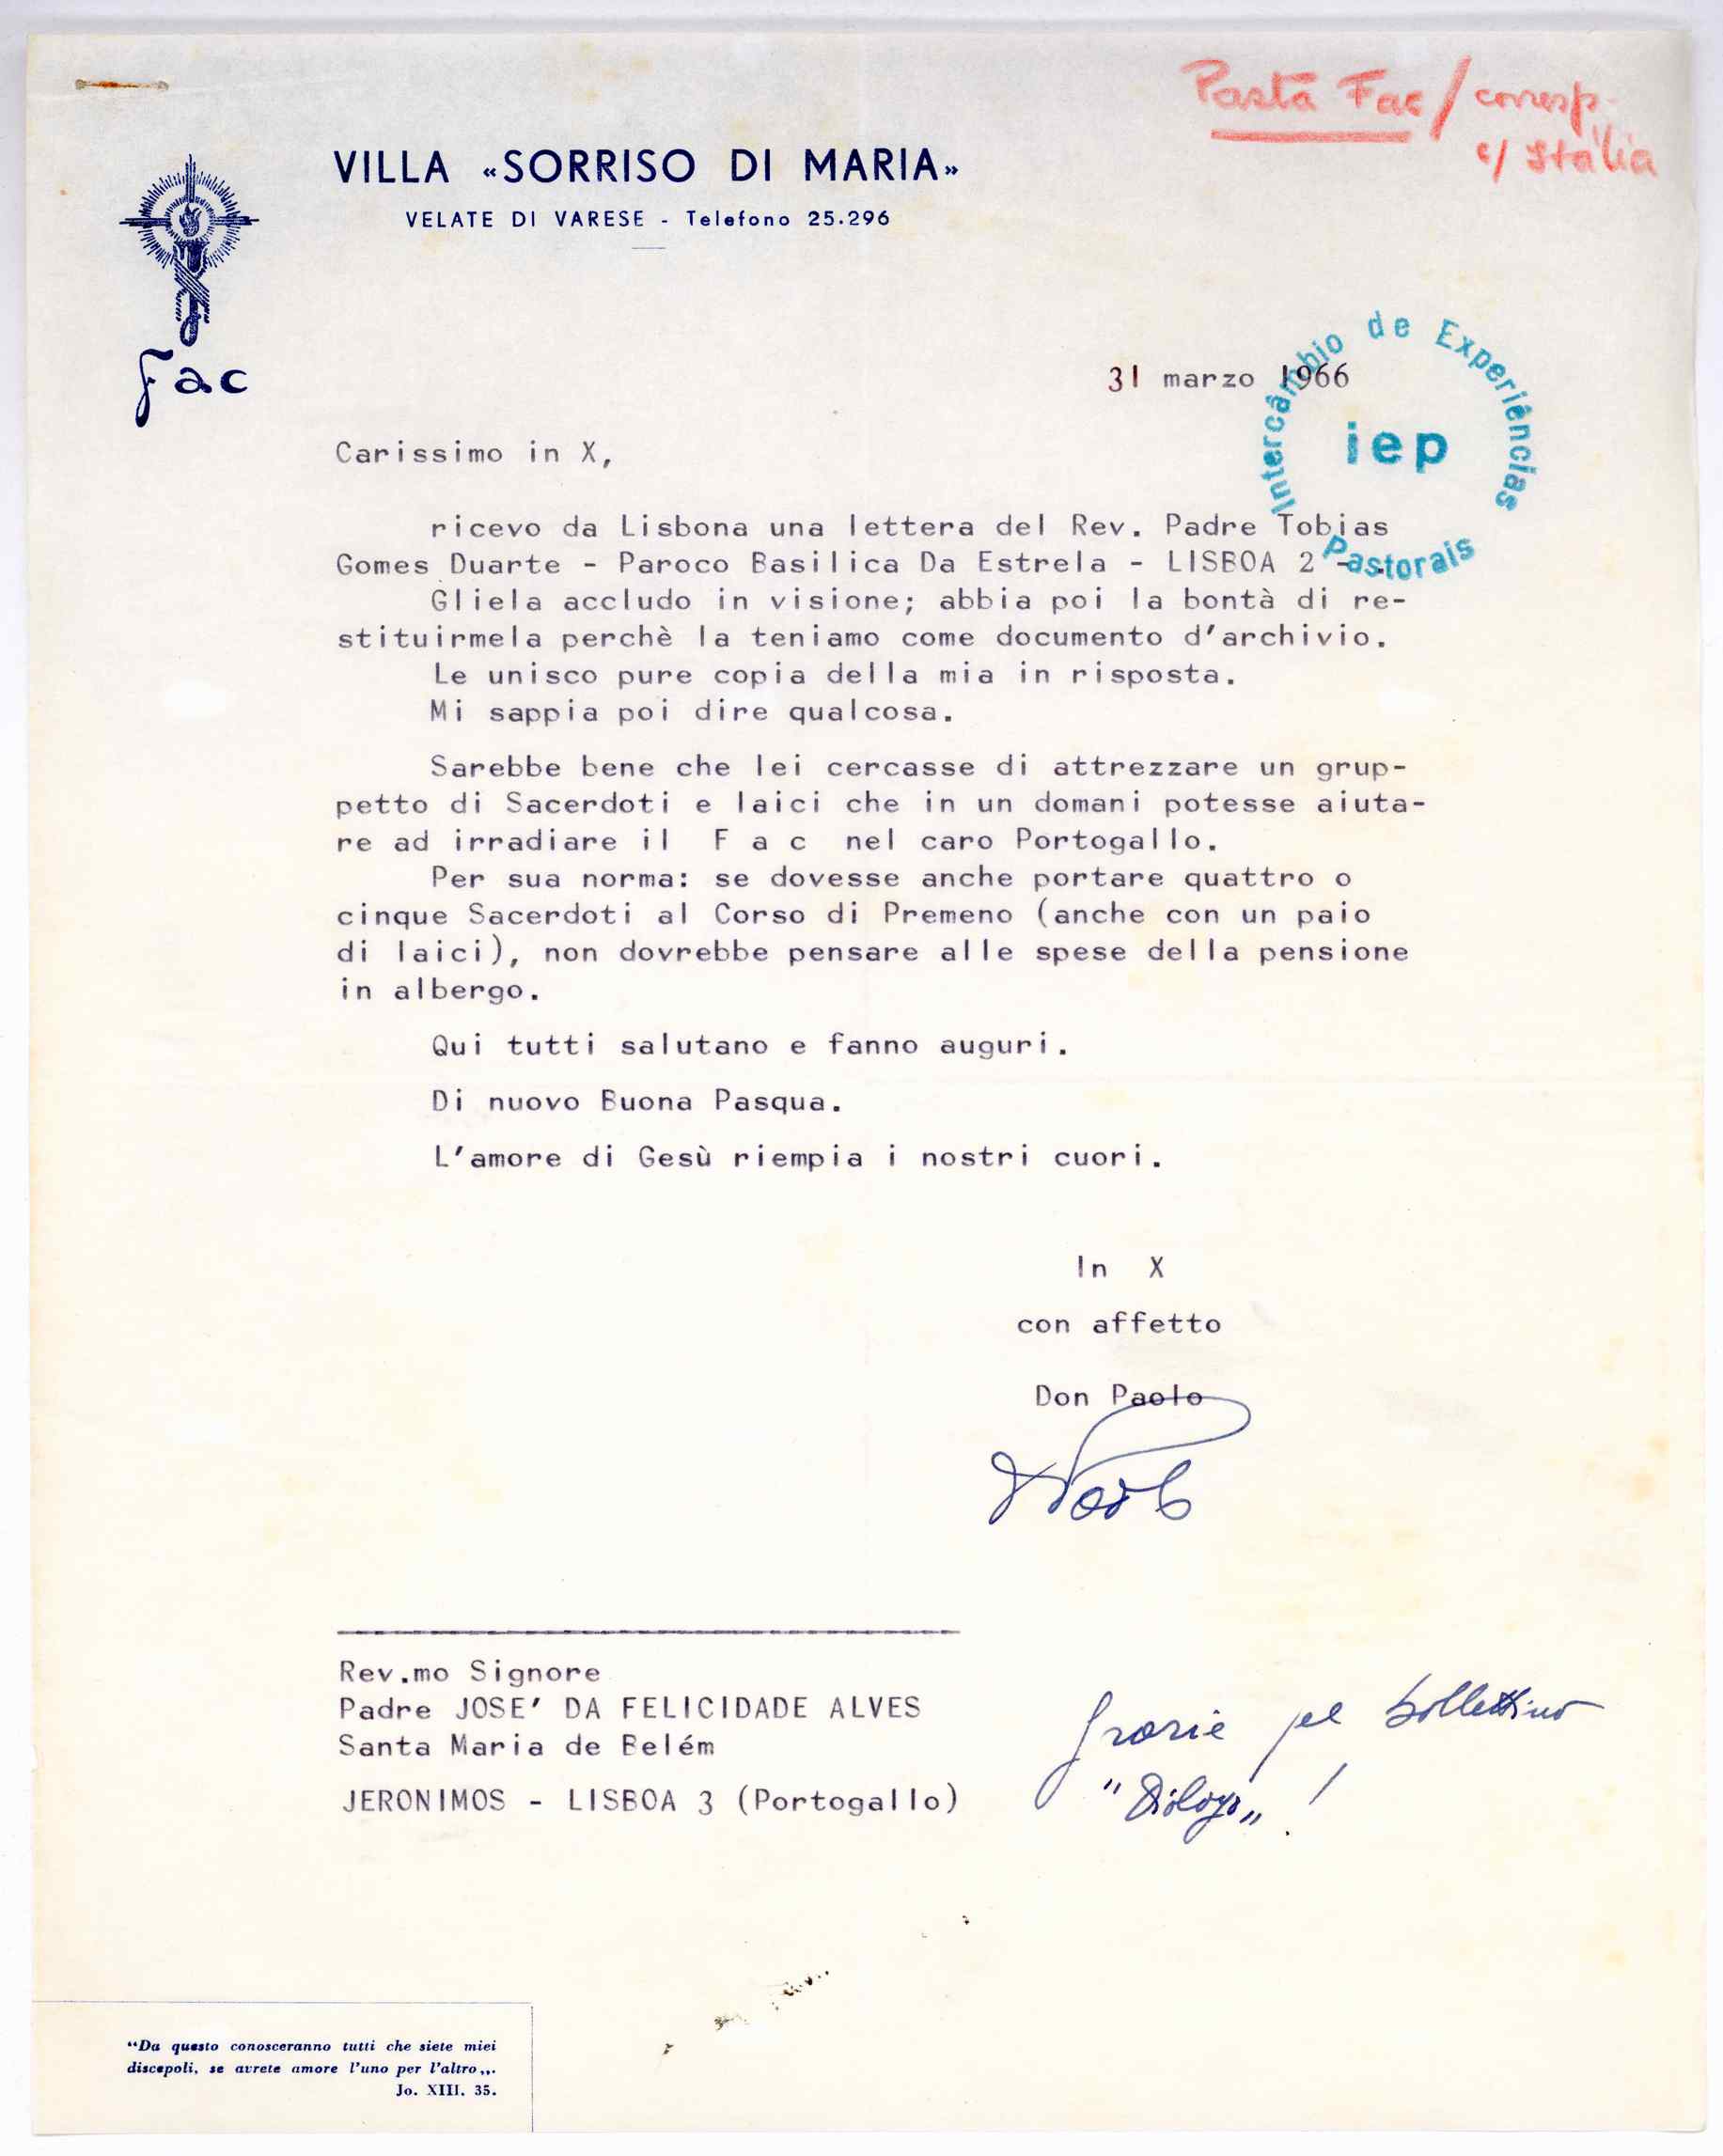 Pasta Fac / corresp.
c/ Itália
VILLA «SORRISO DI MARIA»
VELATE DI VARESE - Telefono 25.296
Fac
31 marzo 1966
Intercâmbio de Experiências
iep
Pastorais
Carissimo in X,
ricevo da Lisbona una lettera del Rev. Padre Tobias
Gomes Duarte - Paroco Basilica Da Estrela - LISBOA 2 -.
Gliela accludo in visione; abbia poi la bontà di re-
stituirmela perchè la teniamo come documento d'archivio.
Le unisco pure copia della mia in risposta.
Mi sappia poi dire qualcosa.
Sarebbe bene che lei cercasse di attrezzare un grup-
petto di Sacerdoti e laici che in un domani potesse aiuta-
re ad irradiare il F a c nel caro Portogallo.
Per sua norma: se dovesse anche portare quattro o
cinque Sacerdoti al Corso di Premeno (anche con un paio
di laici), non dovrebbe pensare alle spese della pensione
in albergo.
Qui tutti salutano e fanno auguri.
Di nuovo Buona Pasqua.
L'amore di Gesù riempia i nostri cuori.
In X
con affetto
Don Paolo
Rev.mo Signore
Padre JOSE' DA FELICIDADE ALVES
Santa Maria de Belém
JERONIMOS - LISBOA 3 (Portogallo)
Grazie pel bollettino
"Diálogo" !
"Da questo conosceranno tutti che siete miei
discepoli, se avrete amore l'uno per l'altro„.
Jo. XIII. 35.